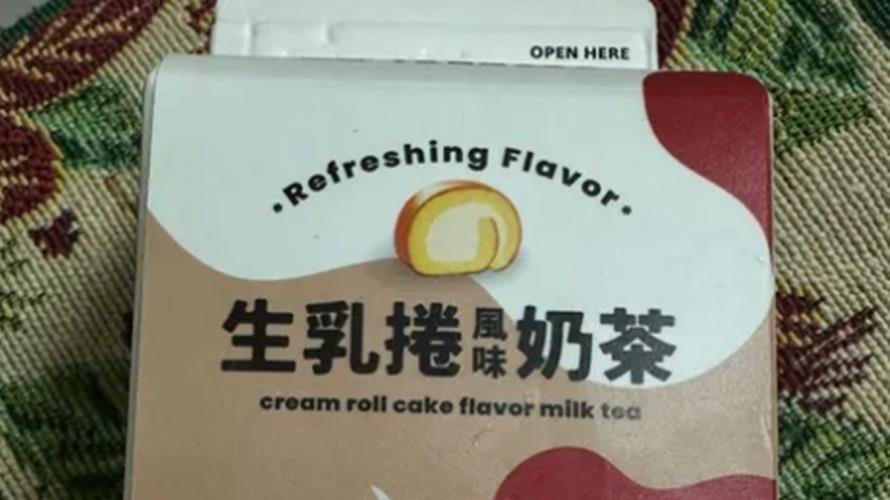 OPEN HERE
•Refreshing Flavor•
生乳捲風味奶茶
cream roll cake flavor milk tea